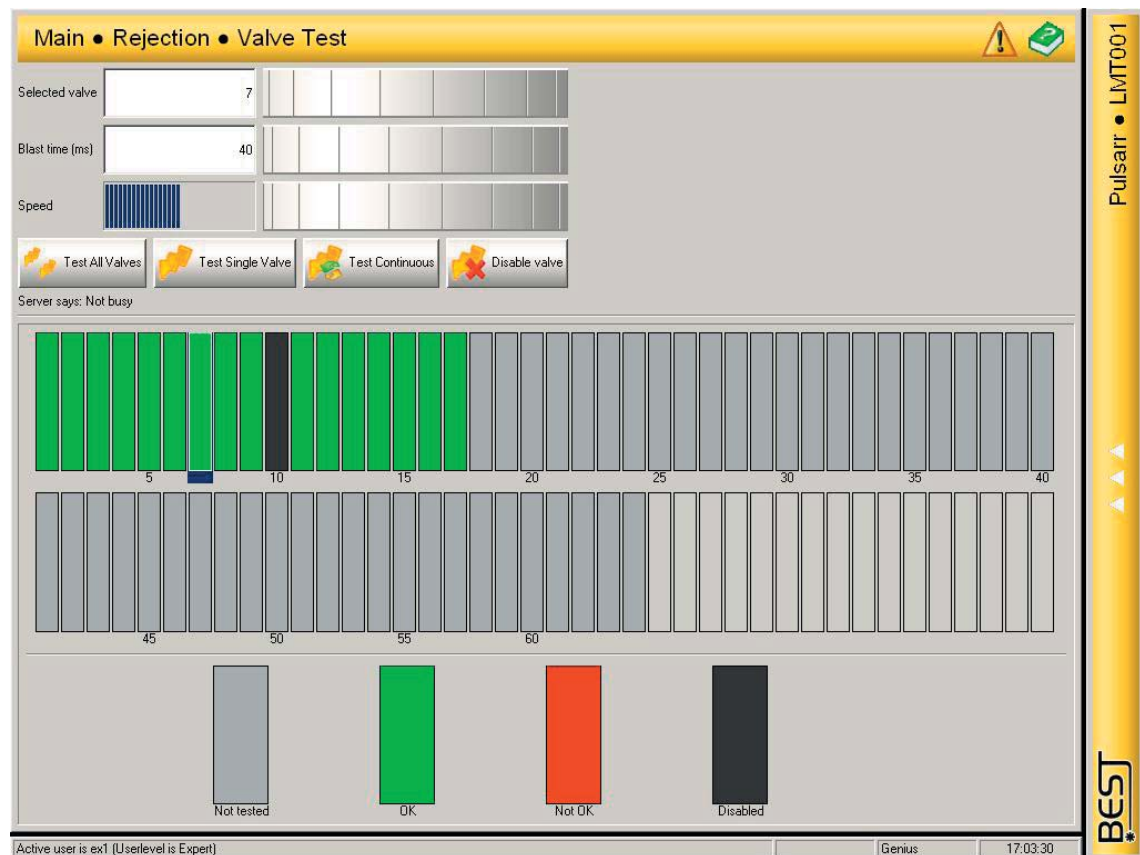 Main ● Rejection ● Valve Test
Selected valve 7
Blast time (ms) 40
Speed
Test All Valves Test Single Valve Test Continuous Disable valve
Server says: Not busy
5 10 15 20 25 30 35 40
45 50 55 60
Not tested OK Not OK Disabled
Active user is ex1 (Userlevel is Expert) Genius 17:03:30
Pulsarr ● LMT001
BEST